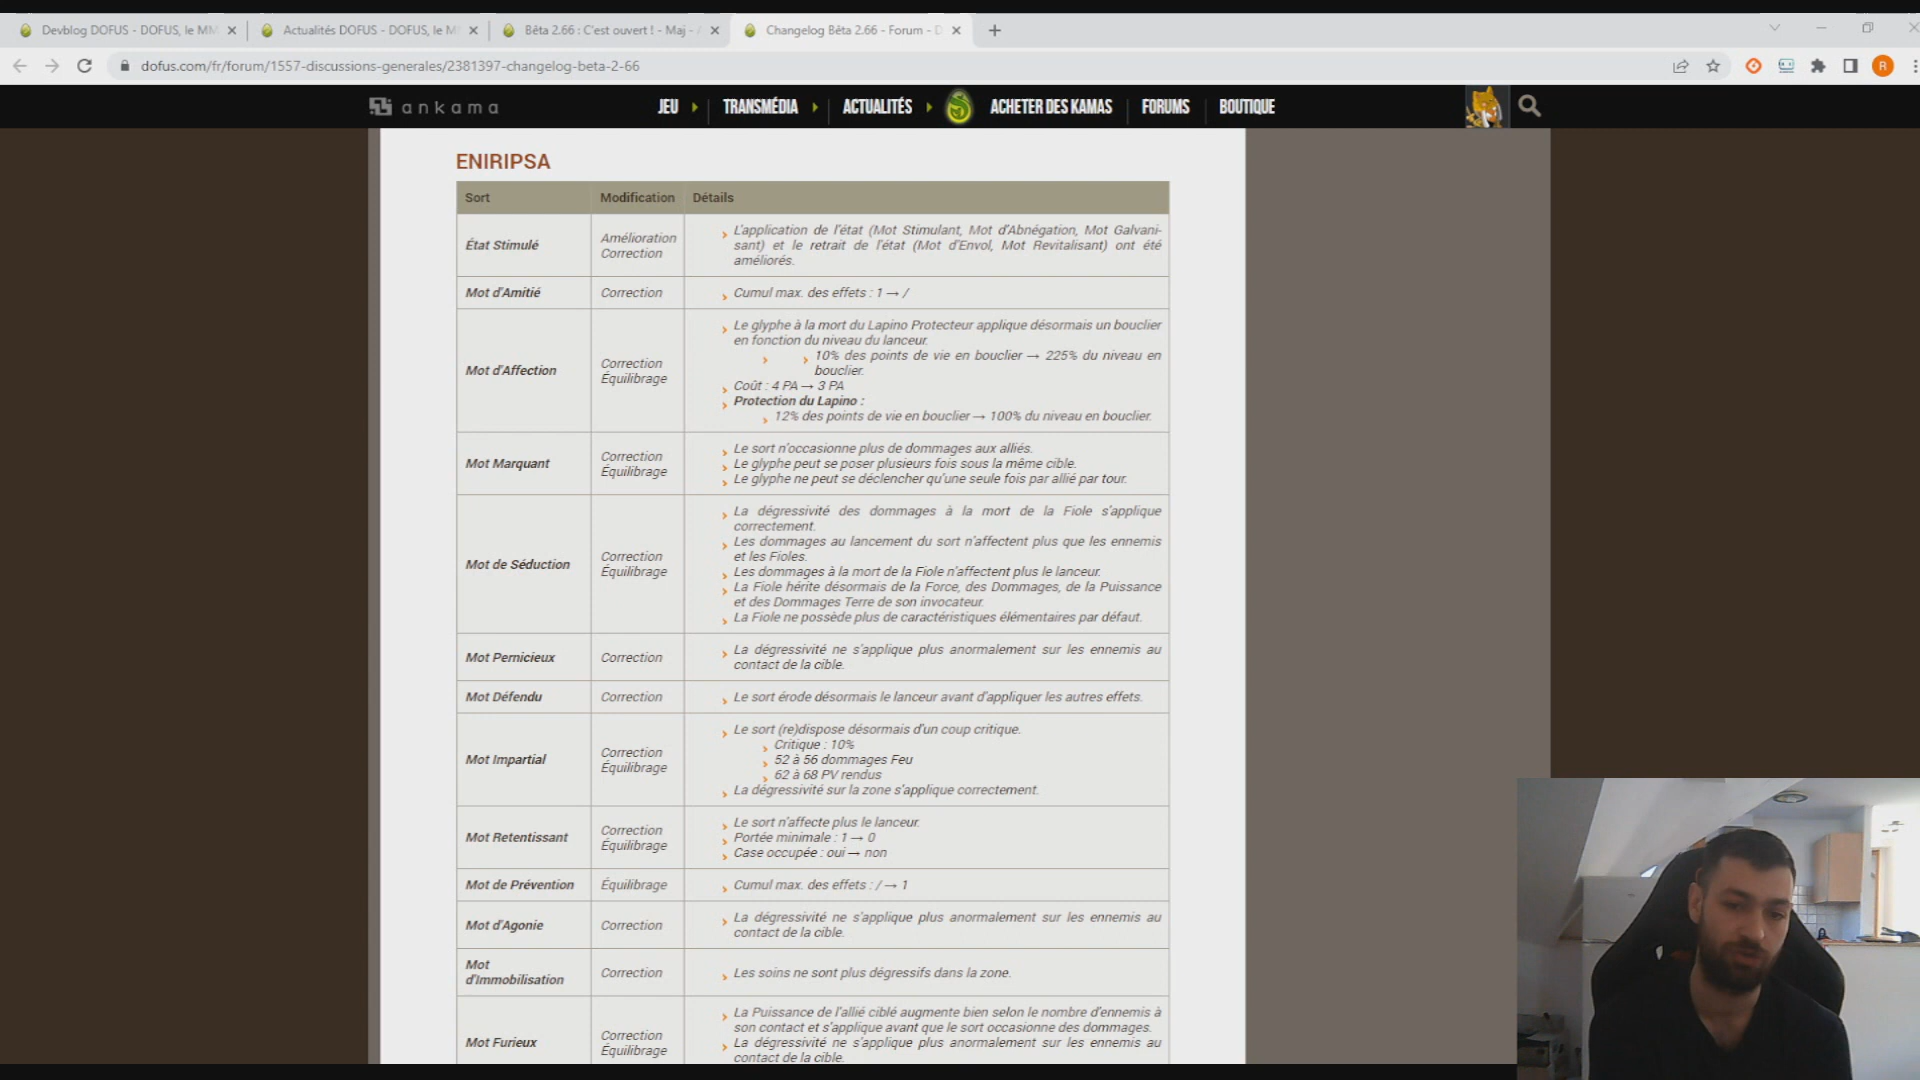 Devblog DOFUS - DOFUS, le MM
Actualités DOFUS - DOFUS, le M
Bêta 2.66 : C'est ouvert ! - Maj - A
Changelog Bêta 2.66 - Forum - D
dofus.com/fr/forum/1557-discussions-generales/2381397-changelog-beta-2-66
R
ankama
JEU
TRANSMÉDIA
ACTUALITÉS
ACHETER DES KAMAS
FORUMS
BOUTIQUE
ENIRIPSA
Sort Modification Détails
État Stimulé
Amélioration
Correction
L'application de l'état (Mot Stimulant, Mot d'Abnégation, Mot Galvani-
sant) et le retrait de l'état (Mot d'Envol, Mot Revitalisant) ont été
améliorés.
Mot d'Amitié
Correction
Cumul max. des effets : 1 → /
Mot d'Affection
Correction
Équilibrage
Le glyphe à la mort du Lapino Protecteur applique désormais un bouclier
en fonction du niveau du lanceur.
10% des points de vie en bouclier → 225% du niveau en
bouclier.
Coût : 4 PA → 3 PA
Protection du Lapino :
12% des points de vie en bouclier → 100% du niveau en bouclier.
Mot Marquant
Correction
Équilibrage
Le sort n'occasionne plus de dommages aux alliés.
Le glyphe peut se poser plusieurs fois sous la même cible.
Le glyphe ne peut se déclencher qu'une seule fois par allié par tour.
Mot de Séduction
Correction
Équilibrage
La dégressivité des dommages à la mort de la Fiole s'applique
correctement.
Les dommages au lancement du sort n'affectent plus que les ennemis
et les Fioles.
Les dommages à la mort de la Fiole n'affectent plus le lanceur.
La Fiole hérite désormais de la Force, des Dommages, de la Puissance
et des Dommages Terre de son invocateur.
La Fiole ne possède plus de caractéristiques élémentaires par défaut.
Mot Pernicieux
Correction
La dégressivité ne s'applique plus anormalement sur les ennemis au
contact de la cible.
Mot Défendu
Correction
Le sort érode désormais le lanceur avant d'appliquer les autres effets.
Mot Impartial
Correction
Équilibrage
Le sort (re)dispose désormais d'un coup critique.
Critique : 10%
52 à 56 dommages Feu
62 à 68 PV rendus
La dégressivité sur la zone s'applique correctement.
Mot Retentissant
Correction
Équilibrage
Le sort n'affecte plus le lanceur.
Portée minimale : 1 → 0
Case occupée : oui → non
Mot de Prévention
Équilibrage
Cumul max. des effets : / → 1
Mot d'Agonie
Correction
La dégressivité ne s'applique plus anormalement sur les ennemis au
contact de la cible.
Mot
d'Immobilisation
Correction
Les soins ne sont plus dégressifs dans la zone.
Mot Furieux
Correction
Équilibrage
La Puissance de l'allié ciblé augmente bien selon le nombre d'ennemis à
son contact et s'applique avant que le sort occasionne des dommages.
La dégressivité ne s'applique plus anormalement sur les ennemis au
contact de la cible.